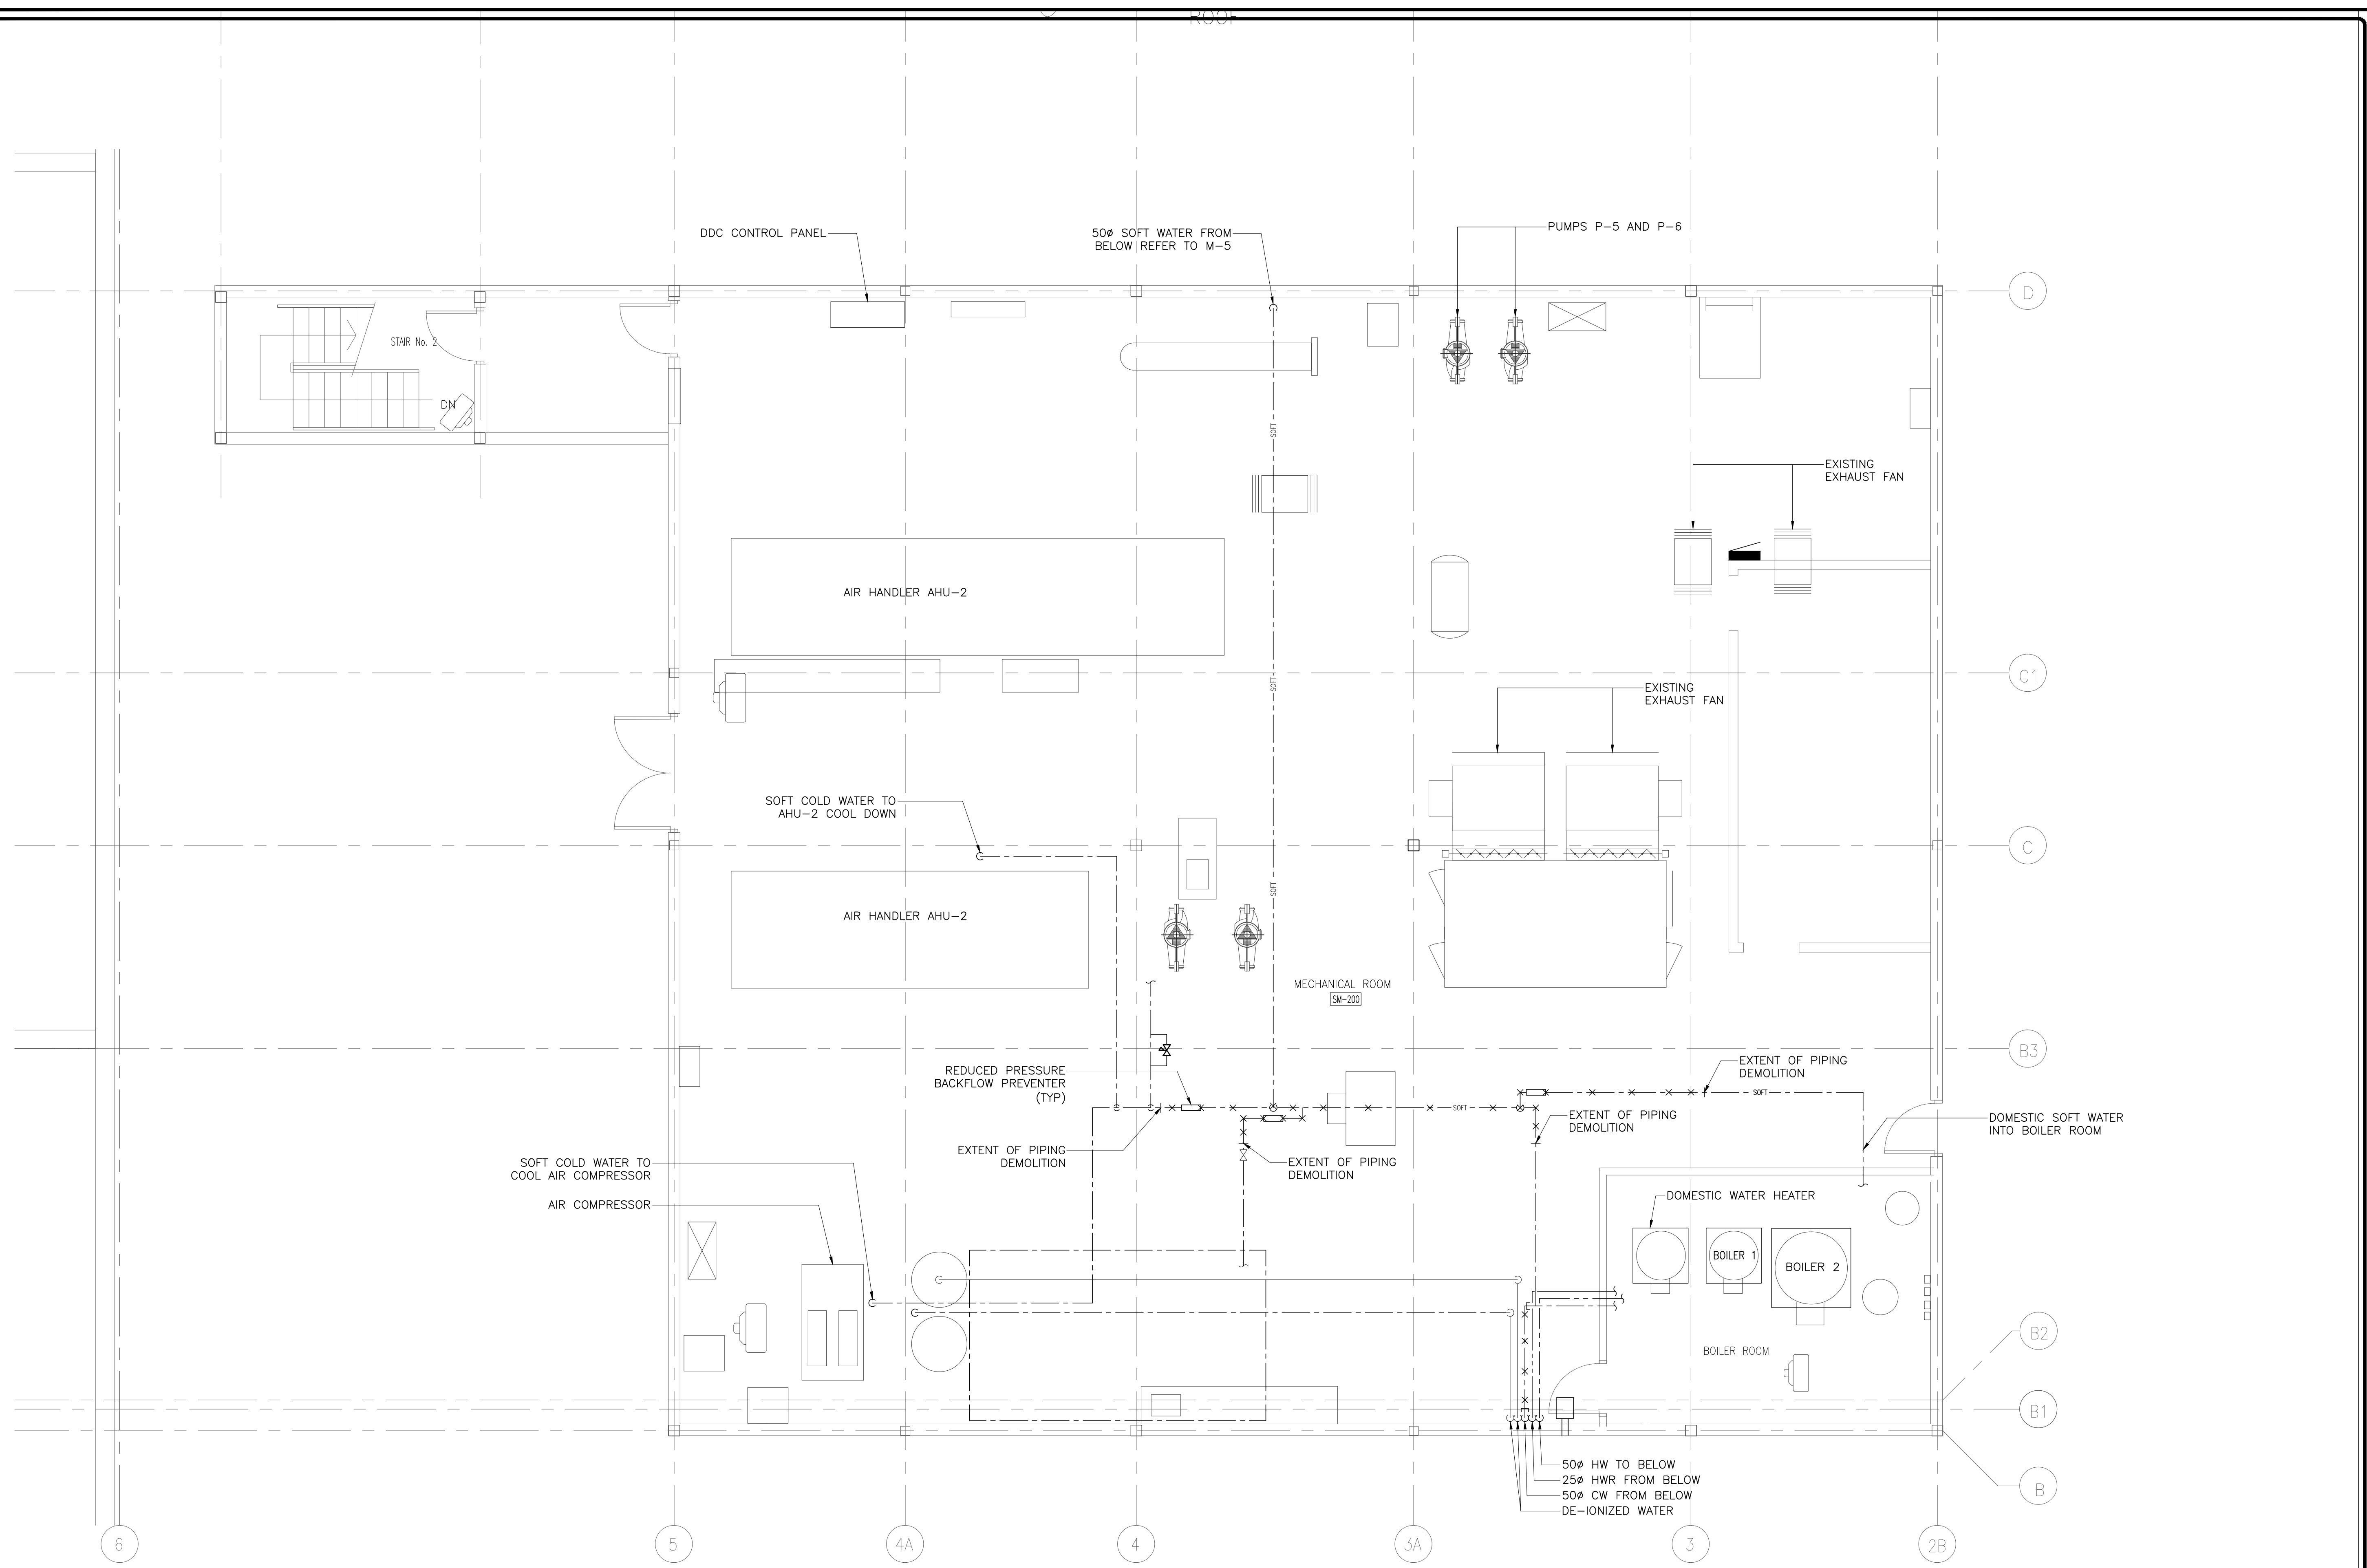 ROOF
DDC CONTROL PANEL
50ø SOFT WATER FROM
BELOW REFER TO M-5
PUMPS P-5 AND P-6
D
STAIR No. 2
DN
SOFT
EXISTING
EXHAUST FAN
AIR HANDLER AHU-2
C1
SOFT
EXISTING
EXHAUST FAN
SOFT COLD WATER TO
AHU-2 COOL DOWN
C
SOFT
AIR HANDLER AHU-2
MECHANICAL ROOM
SM-200
B3
REDUCED PRESSURE
BACKFLOW PREVENTER
(TYP)
EXTENT OF PIPING
DEMOLITION
SOFT
SOFT
EXTENT OF PIPING
DEMOLITION
DOMESTIC SOFT WATER
INTO BOILER ROOM
EXTENT OF PIPING
DEMOLITION
EXTENT OF PIPING
DEMOLITION
SOFT COLD WATER TO
COOL AIR COMPRESSOR
AIR COMPRESSOR
DOMESTIC WATER HEATER
BOILER 1
BOILER 2
BOILER ROOM
B2
B1
50ø HW TO BELOW
25ø HWR FROM BELOW
50ø CW FROM BELOW
DE-IONIZED WATER
B
6
5
4A
4
3A
3
2B